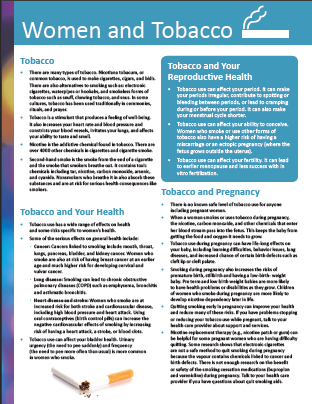 Women and Tobacco
Tobacco
There are many types of tobacco. Nicotiana tabacum, or
common tobacco, is used to make cigarettes, cigars, and bidis.
There are also alternatives to smoking such as: electronic
cigarettes, waterpipes or hookahs, and smokeless forms of
tobacco such as snuff, chewing tobacco, and snus. In some
cultures, tobacco has been used traditionally in ceremonies,
rituals, and prayer.
Tobacco is a stimulant that produces a feeling of well-being.
It also increases your heart rate and blood pressure and
constricts your blood vessels, irritates your lungs, and affects
your ability to taste and smell.
Nicotine is the addictive chemical found in tobacco. There are
over 4000 other chemicals in cigarettes and cigarette smoke.
Second-hand smoke is the smoke from the end of a cigarette
and the smoke that smokers breathe out. It contains toxic
chemicals including tar, nicotine, carbon monoxide, arsenic,
and cyanide. Nonsmokers who breathe it in also absorb these
substances and are at risk for serious health consequences like
smokers.
Tobacco and Your Health
Tobacco use has a wide range of effects on health
and some risks specific to women's health.
Some of the serious effects on general health include:
Cancer: Cancers linked to smoking include mouth, throat,
lungs, pancreas, bladder, and kidney cancer. Women who
smoke are also at risk of having breast cancer at an earlier
age and much higher risk for developing cervical and
vulvar cancer.
Lung disease: Smoking can lead to chronic obstructive
pulmonary diseases (COPD) such as emphysema, bronchitis
and asthmatic bronchitis
Heart disease and stroke: Women who smoke are at
increased risk for both stroke and cardiovascular disease,
including high blood pressure and heart attack. Using
oral contraceptives (birth control pills) can increase the
negative cardiovascular effects of smoking by increasing
risk of having a heart attack, a stroke, or blood clots.
Tobacco use can affect your bladder health. Urinary
urgency (the need to pee suddenly) and frequency
(the need to pee more often than usual) is more common
in women who smoke.
Tobacco and Your
Reproductive Health
Tobacco use can affect your period. It can make
your periods irregular, contribute to spotting or
bleeding between periods, or lead to cramping
during or before your period. It can also make
your menstrual cycle shorter.
Tobacco use can affect your ability to conceive.
Women who smoke or use other forms of
tobacco also have a higher risk of having a
miscarriage or an ectopic pregnancy (where the
fetus grows outside the uterus).
Tobacco use can affect your fertility. It can lead
to earlier menopause and less success with in
vitro fertilization.
Tobacco and Pregnancy
There is no known safe level of tobacco use for anyone
including pregnant women.
When a woman smokes or uses tobacco during pregnancy,
the nicotine, carbon monoxide, and other chemicals that enter
her blood stream pass into the fetus. This keeps the baby from
getting the food and oxygen it needs to grow
Tobacco use during pregnancy can have life-long effects on
your baby, including learning difficulties, behavior issues, lung
diseases, and increased chance of certain birth defects such as
cleft lip or cleft palate.
Smoking during pregnancy also increases the risks of
premature birth, stillbirth and having a low-birth-weight
baby. Pre-term and low birth weight babies are more likely
to have health problems or disabilities as they grow. Children
of women who smoke during pregnancy are more likely to
develop nicotine dependency later in life.
Quitting smoking early in pregnancy can improve your health
and reduce many of these risks. If you have problems stopping
or reducing your tobacco use while pregnant, talk to your
health care provider about support and services.
Nicotine replacement therapy (e.g., nicotine patch or gum) can
be helpful for some pregnant women who are having difficulty
quitting. Some research shows that electronic cigarettes
are not a safe method to quit smoking during pregnancy
because the vapour contains chemicals linked to cancer and
birth defects. There is not enough research on the benefit
or safety of the smoking cessation medications (bupropion
and varenicline) during pregnancy. Talk to your health care
provider if you have questions about quit smoking aids.